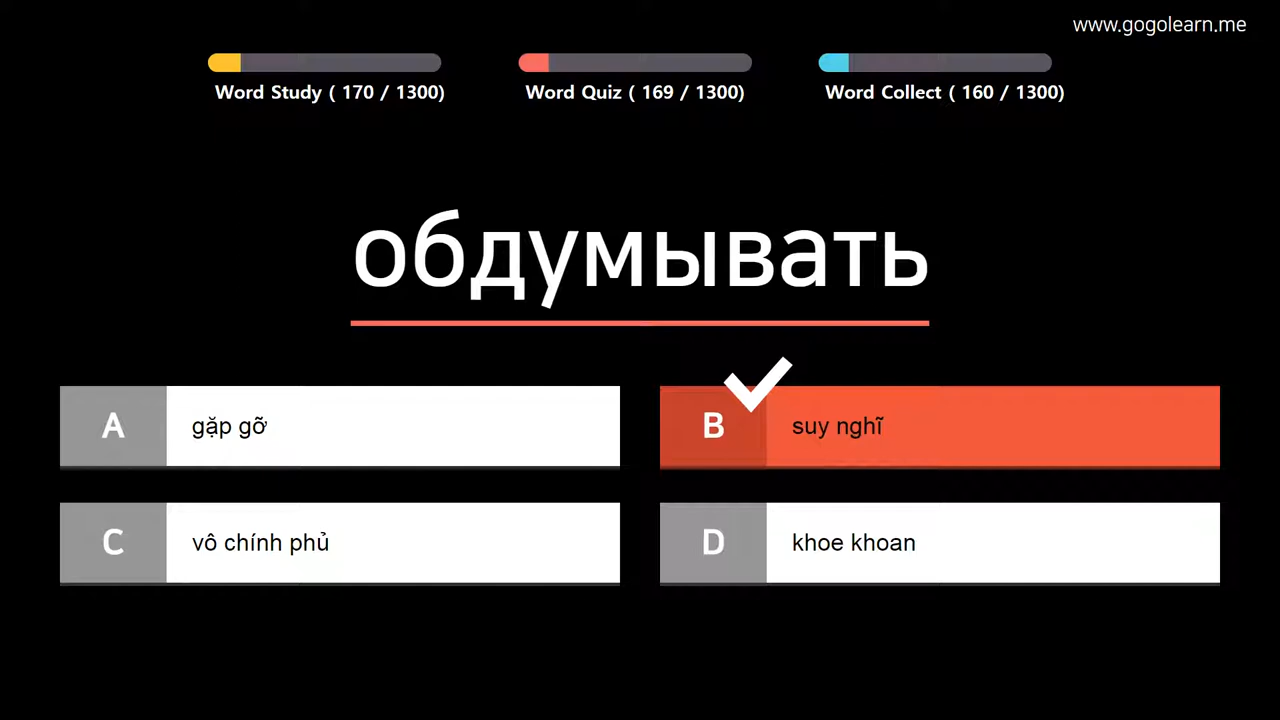 www.gogolearn.me
Word Study ( 170 / 1300)
Word Quiz ( 169 / 1300)
Word Collect ( 160 / 1300)
обдумывать
A gặp gỡ
B suy nghĩ
C vô chính phủ
D khoe khoan